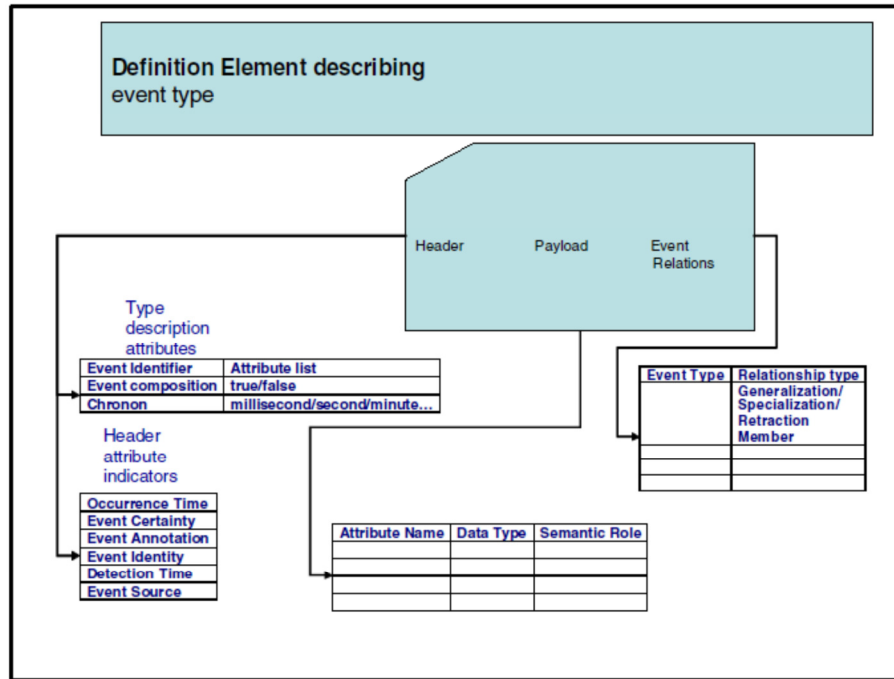 Definition Element describing
event type
Header
Payload
Event
Relations
Type
description
attributes
Event Identifier Attribute list
Event composition true/false
Chronon millisecond/second/minute...
Header
attribute
indicators
Occurrence Time
Event Certainty
Event Annotation
Event Identity
Detection Time
Event Source
Attribute Name Data Type Semantic Role
Event Type Relationship type
Generalization/
Specialization/
Retraction
Member